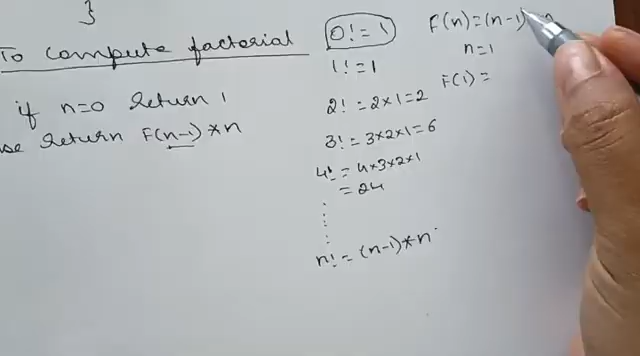 }
To compute factorial
if n=0 return 1
se return F(n-1)*n
0! = 1
1! = 1
2! = 2×1=2
3! = 3×2×1=6
4! = 4×3×2×1
= 24
n! = (n-1)*n
F(n)=(n-1) n
n=1
F(1) =